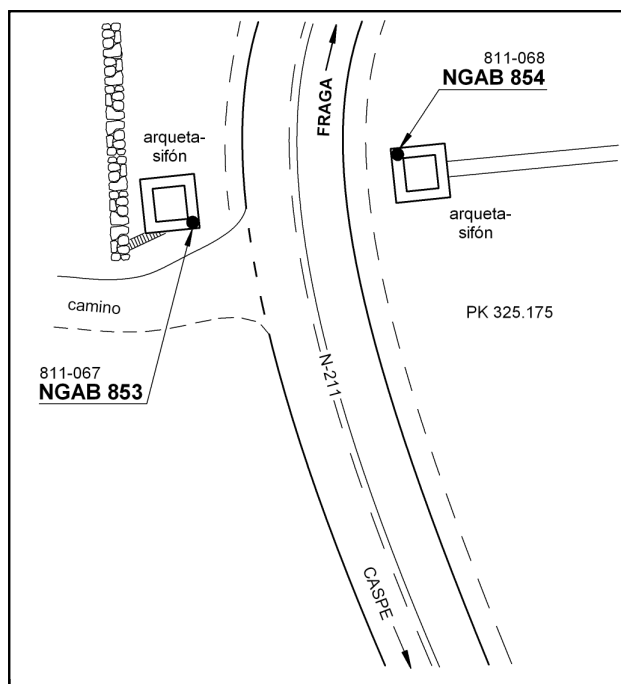 811-068
NGAB 854
FRAGA
arqueta-
sifón
arqueta-
sifón
camino
PK 325.175
811-067
NGAB 853
N-211
CASPE